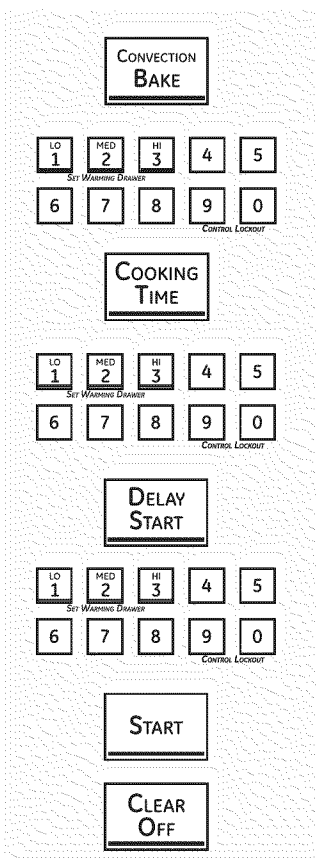 CONVECTION
BAKE
LO MED HI
1 2 3 4 5
SET WARMING DRAWER
6 7 8 9 0
CONTROL LOCKOUT
COOKING
TIME
LO MED HI
1 2 3 4 5
SET WARMING DRAWER
6 7 8 9 0
CONTROL LOCKOUT
DELAY
START
LO MED HI
1 2 3 4 5
SET WARMING DRAWER
6 7 8 9 0
CONTROL LOCKOUT
START
CLEAR
OFF